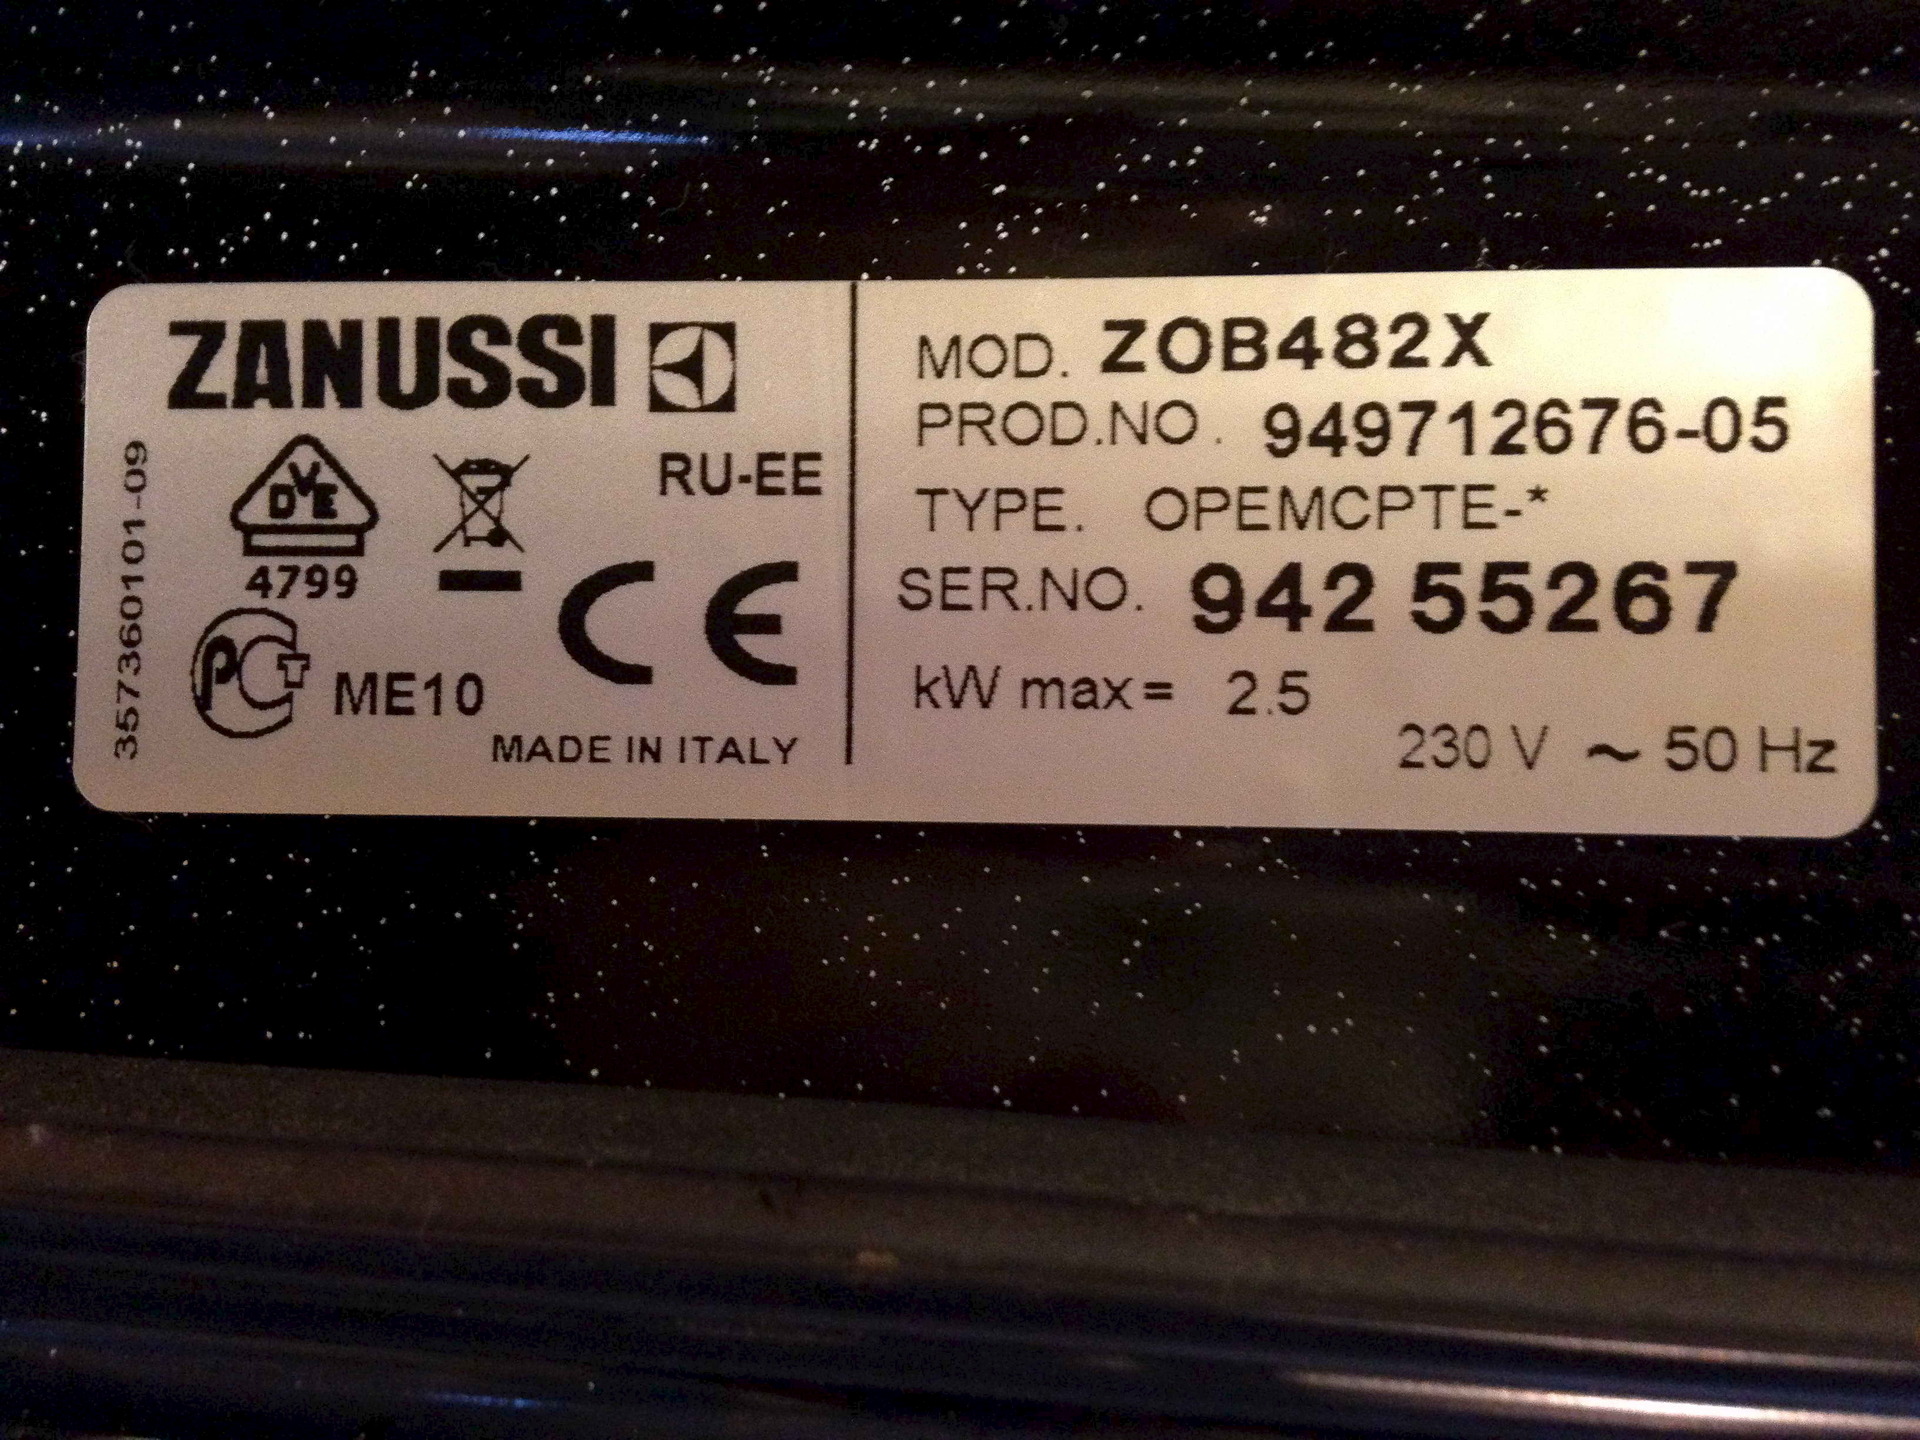 ZANUSSI
357360101-09
DVE
4799
RU-EE
PCT
ME10
CE
MADE IN ITALY
MOD. ZOB482X
PROD.NO. 949712676-05
TYPE. OPEMCPTE-*
SER.NO. 942 55267
kW max= 2.5
230 V ~ 50 Hz